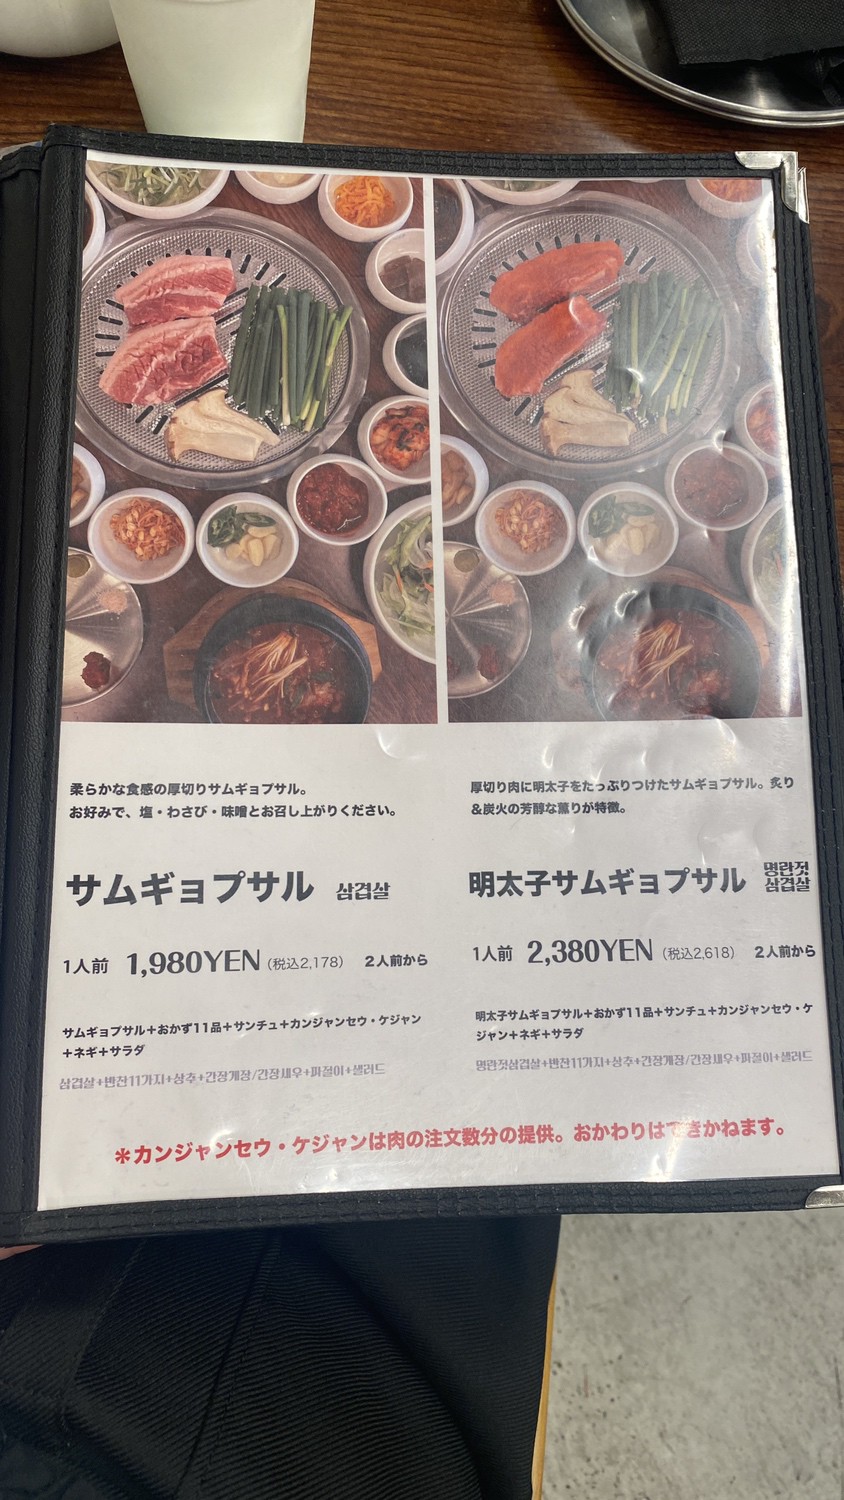 柔らかな食感の厚切りサムギョプサル。
お好みで、塩・わさび・味噌とお召し上がりください。
サムギョプサル 삼겹살
1人前 1,980YEN(税込2,178) 2人前から
サムギョプサル+おかず11品+サンチュ+カンジャンセウ・ケジャン
+ネギ+サラダ
삼겹살+반찬11가지+상추+간장게장/간장새우+파절이+샐러드
厚切り肉に明太子をたっぷりつけたサムギョプサル。炙り
&炭火の芳醇な薫りが特徴。
明太子サムギョプサル 명란젓
삼겹살
1人前 2,380YEN(税込2,618) 2人前から
明太子サムギョプサル+おかず11品+サンチュ+カンジャンセウ・ケ
ジャン+ネギ+サラダ
명란젓삼겹살+반찬11가지+상추+간장게장/간장새우+파절이+샐러드
*カンジャンセウ・ケジャンは肉の注文数分の提供。おかわりはできかねます。